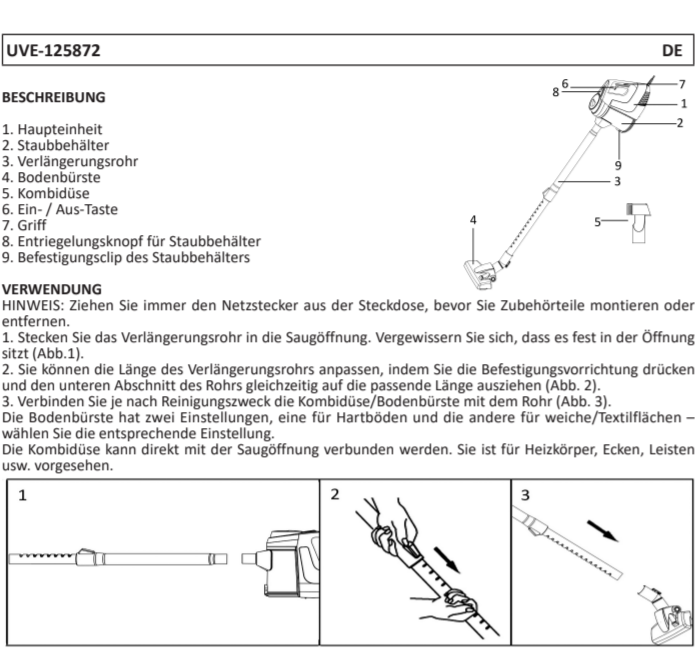 UVE-125872 DE
BESCHREIBUNG
1. Haupteinheit
2. Staubbehälter
3. Verlängerungsrohr
4. Bodenbürste
5. Kombidüse
6. Ein- / Aus-Taste
7. Griff
8. Entriegelungsknopf für Staubbehälter
9. Befestigungsclip des Staubbehälters
6
8
7
1
2
9
3
4
5
VERWENDUNG
HINWEIS: Ziehen Sie immer den Netzstecker aus der Steckdose, bevor Sie Zubehörteile montieren oder
entfernen.
1. Stecken Sie das Verlängerungsrohr in die Saugöffnung. Vergewissern Sie sich, dass es fest in der Öffnung
sitzt (Abb.1).
2. Sie können die Länge des Verlängerungsrohrs anpassen, indem Sie die Befestigungsvorrichtung drücken
und den unteren Abschnitt des Rohrs gleichzeitig auf die passende Länge ausziehen (Abb. 2).
3. Verbinden Sie je nach Reinigungszweck die Kombidüse/Bodenbürste mit dem Rohr (Abb. 3).
Die Bodenbürste hat zwei Einstellungen, eine für Hartböden und die andere für weiche/Textilflächen –
wählen Sie die entsprechende Einstellung.
Die Kombidüse kann direkt mit der Saugöffnung verbunden werden. Sie ist für Heizkörper, Ecken, Leisten
usw. vorgesehen.
1
2
3